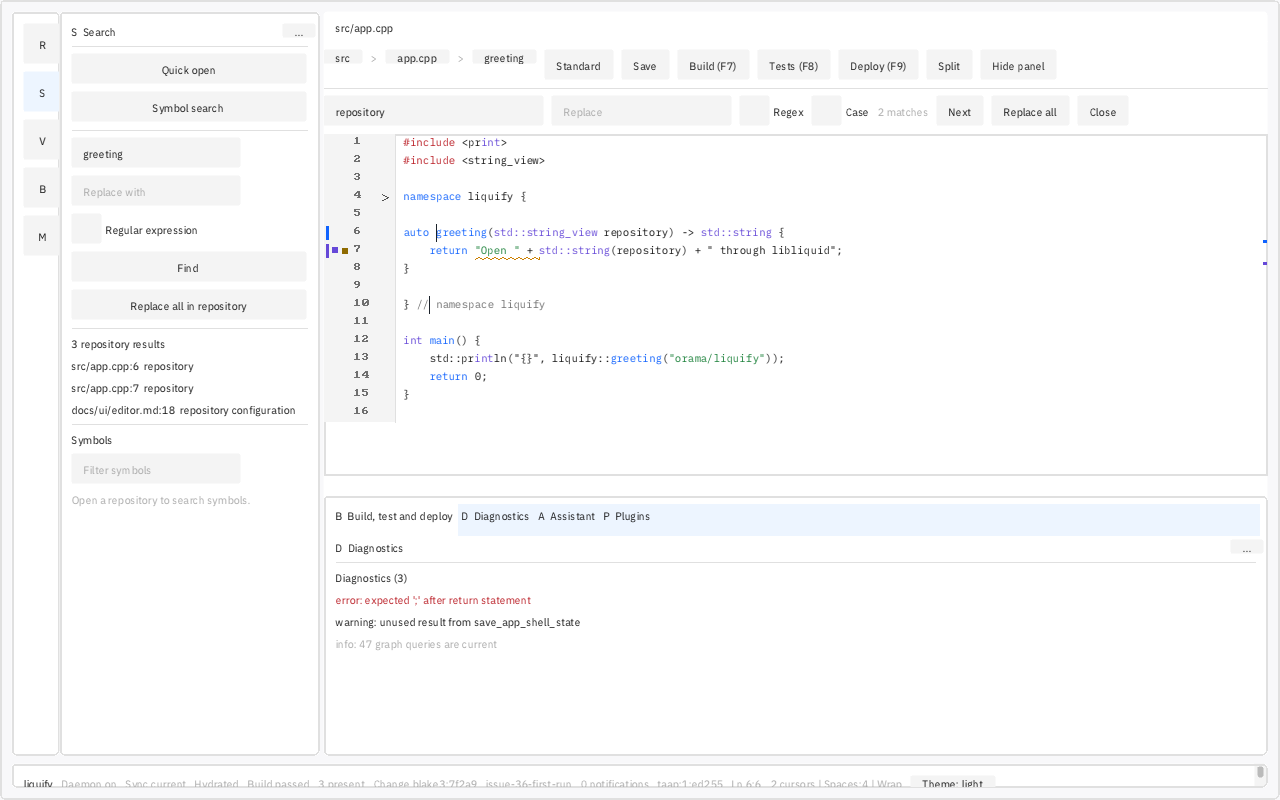 R
S
V
B
M
S Search
...
Quick open
Symbol search
greeting
Replace with
Regular expression
Find
Replace all in repository
3 repository results
src/app.cpp:6 repository
src/app.cpp:7 repository
docs/ui/editor.md:18 repository configuration
Symbols
Filter symbols
Open a repository to search symbols.
src/app.cpp
src > app.cpp > greeting Standard Save Build (F7) Tests (F8) Deploy (F9) Split Hide panel
repository Replace Regex Case 2 matches Next Replace all Close
1 #include <print>
2 #include <string_view>
3
4 > namespace liquify {
5
6 auto greeting(std::string_view repository) -> std::string {
7 return "Open " + std::string(repository) + " through libliquid";
8 }
9
10 } // namespace liquify
11
12 int main() {
13 std::println("{}", liquify::greeting("orama/liquify"));
14 return 0;
15 }
16
B Build, test and deploy D Diagnostics A Assistant P Plugins
D Diagnostics ...
Diagnostics (3)
error: expected ';' after return statement
warning: unused result from save_app_shell_state
info: 47 graph queries are current
liquify Daemon on Sync current Hydrated Build passed 3 present Change blake3:7f2a9 issue-36-first-run 0 notifications taap:1:ed255 Ln 6:6 2 cursors | Spaces:4 | Wrap Theme: light